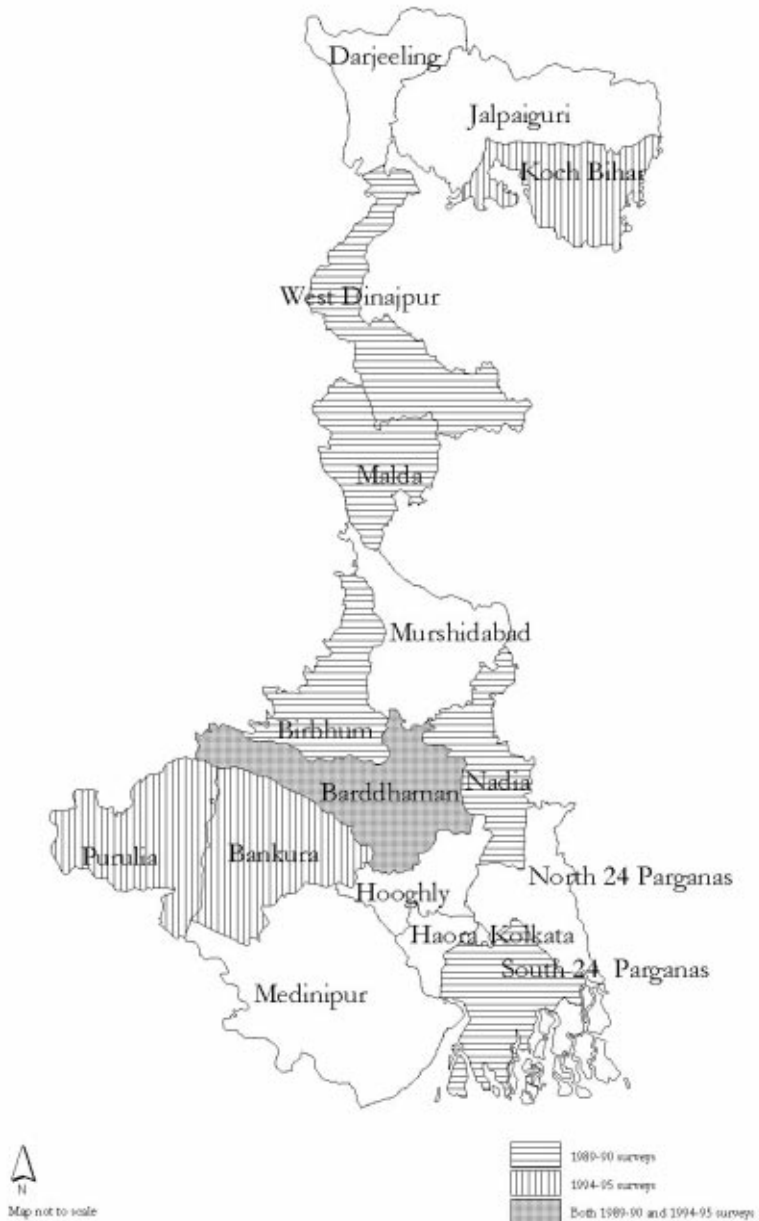 Darjeeling
Jalpaiguri
Koch Bihar
West Dinajpur
Malda
Murshidabad
Birbhum
Barddhaman
Nadia
Purulia
Bankura
North 24 Parganas
Hooghly
Haora Kolkata
South 24 Parganas
Medinipur
N
Map not to scale
1989-90 surveys
1994-95 surveys
Both 1989-90 and 1994-95 surveys